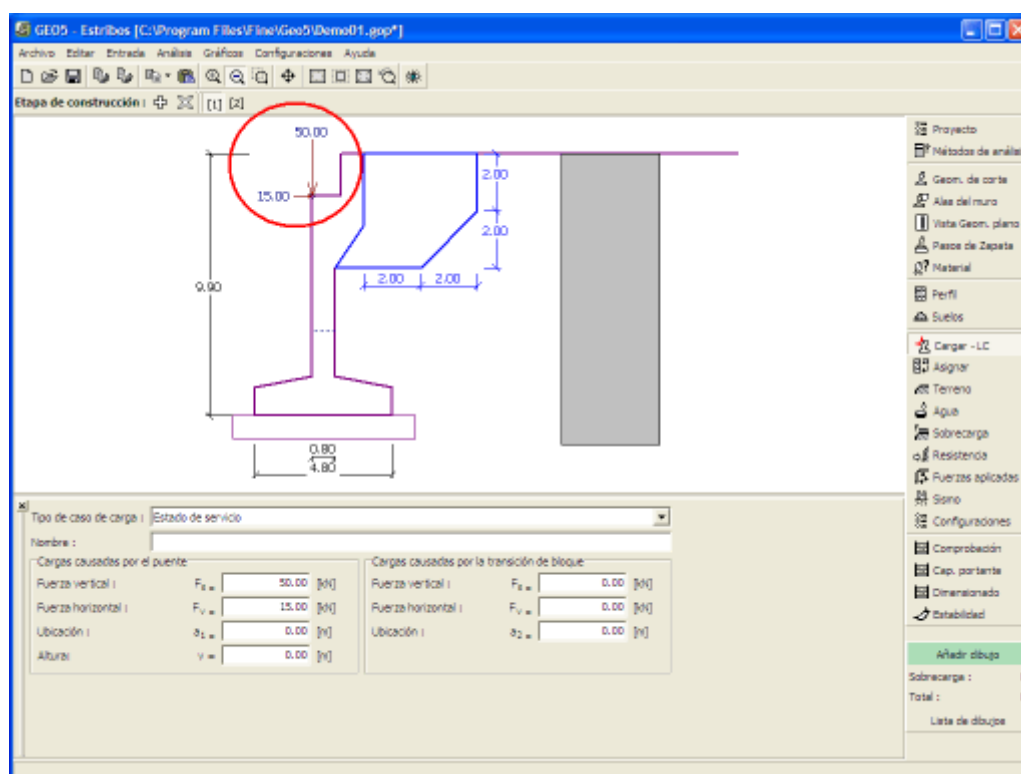 GEO5 - Estribos [C:\Program Files\Fine\Geo5\Demo01.gop*]
Archivo Editar Entrada Análisis Gráficos Configuraciones Ayuda
Etapa de construcción : [1] [2]
50.00
15.00
2.00
2.00
2.00 2.00
9.90
0.80
4.80
Proyecto
Métodos de anális
Geom. de corte
Alas del muro
Vista Geom. plano
Pasos de Zapata
Material
Perfil
Suelos
Cargar - LC
Asignar
Terreno
Agua
Sobrecarga
Resistencia
Fuerzas aplicadas
Sismo
Configuraciones
Comprobación
Cap. portante
Dimensionado
Estabilidad
Añadir dibujo
Sobrecarga :
Total :
Lista de dibujos
Tipo de caso de carga : Estado de servicio
Nombre :
Cargas causadas por el puente
Fuerza vertical : Fs = 50.00 [kN]
Fuerza horizontal : Fv = 15.00 [kN]
Ubicación : a1 = 0.00 [m]
Altura: v = 0.00 [m]
Cargas causadas por la transición de bloque
Fuerza vertical : Fs = 0.00 [kN]
Fuerza horizontal : Fv = 0.00 [kN]
Ubicación : a2 = 0.00 [m]